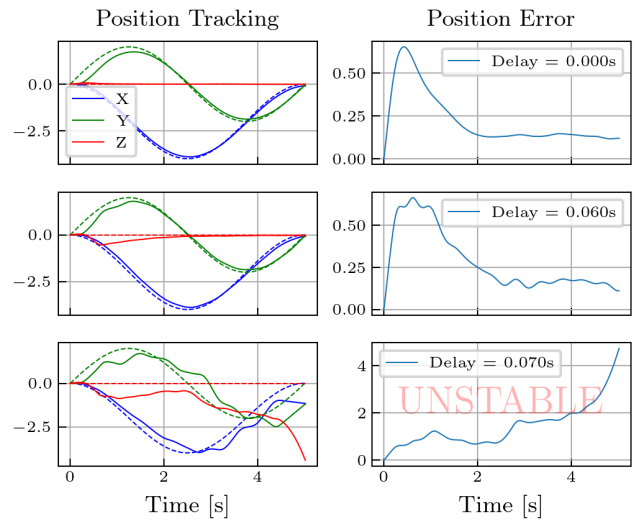 Position Tracking
Position Error
0.0
−2.5
X
Y
Z
0.50
0.25
0.00
Delay = 0.000s
0.0
−2.5
0.50
0.25
0.00
Delay = 0.060s
0.0
−2.5
0
2
4
Time [s]
4
2
0
Delay = 0.070s
UNSTABLE
0
2
4
Time [s]